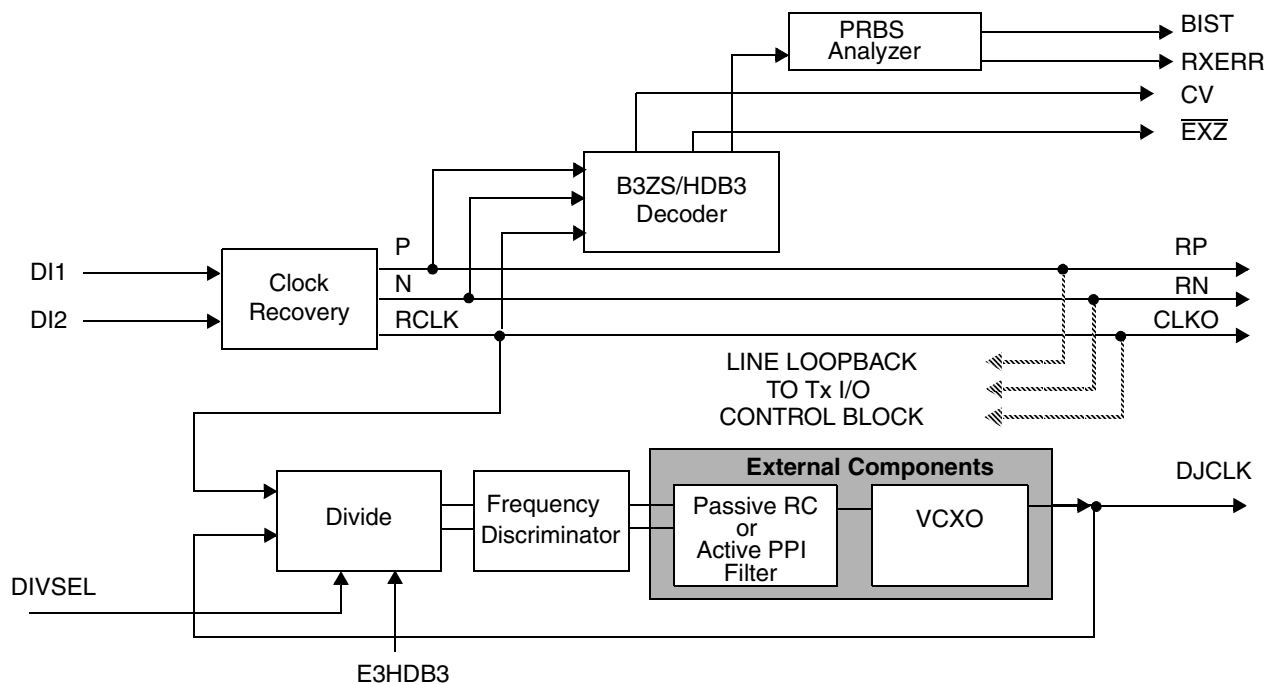 PRBS
Analyzer
BIST
RXERR
CV
EXZ
B3ZS/HDB3
Decoder
DI1
DI2
Clock
Recovery
P
N
RCLK
RP
RN
CLKO
LINE LOOPBACK
TO Tx I/O
CONTROL BLOCK
External Components
DJCLK
Divide
Frequency
Discriminator
Passive RC
or
Active PPI
Filter
VCXO
DIVSEL
E3HDB3